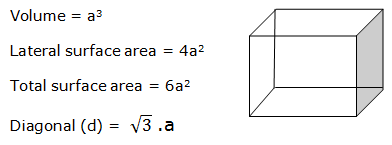 Volume = a³
Lateral surface area = 4a²
Total surface area = 6a²
Diagonal (d) = √3 .a